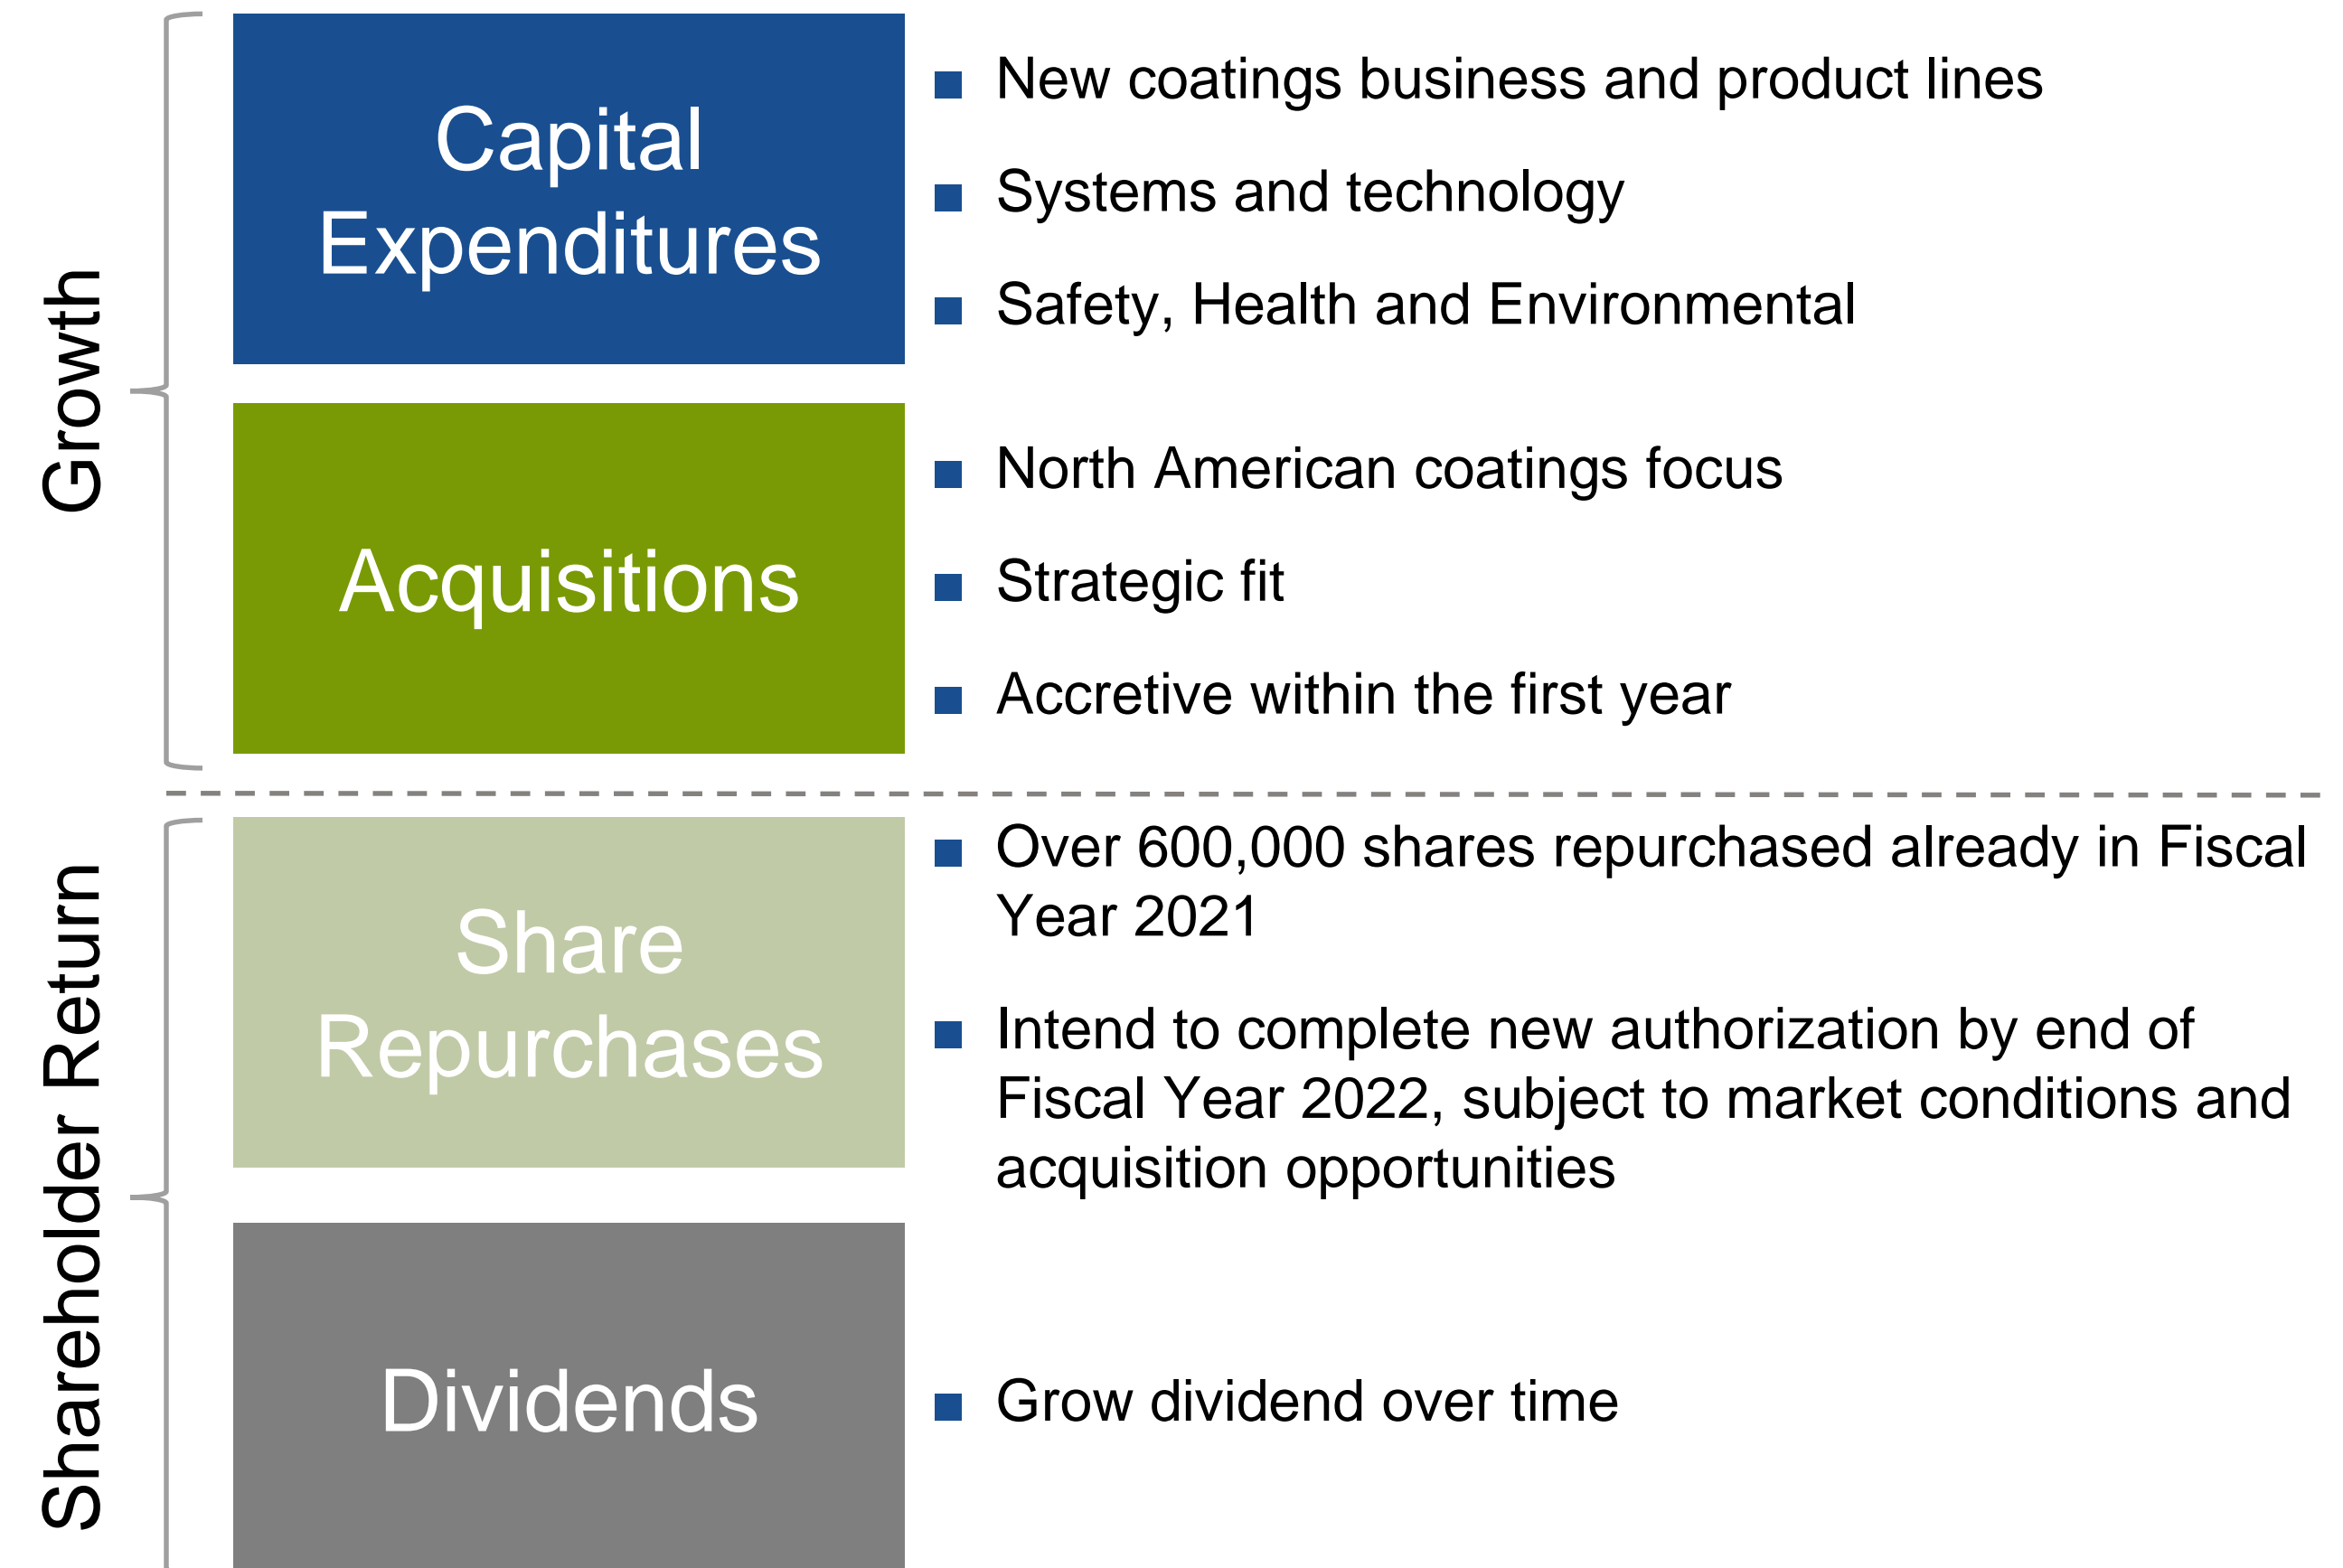 Growth
Capital
Expenditures
New coatings business and product lines
Systems and technology
Safety, Health and Environmental
Acquisitions
North American coatings focus
Strategic fit
Accretive within the first year
Shareholder Return
Share
Repurchases
Over 600,000 shares repurchased already in Fiscal
Year 2021
Intend to complete new authorization by end of
Fiscal Year 2022, subject to market conditions and
acquisition opportunities
Dividends
Grow dividend over time